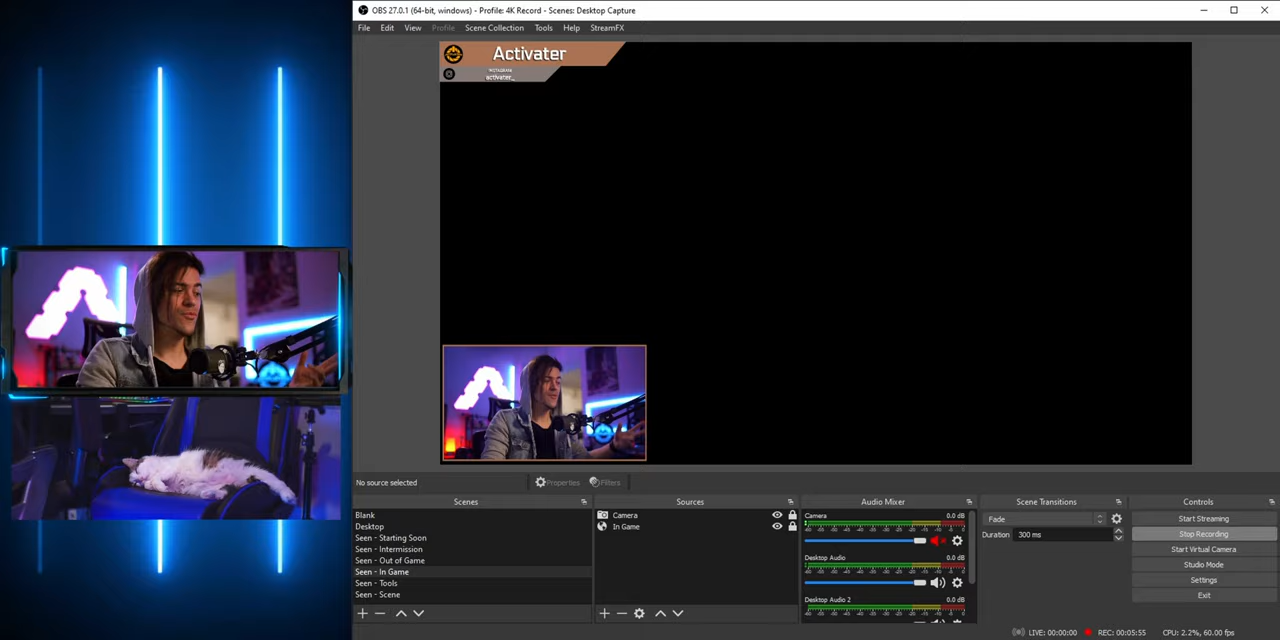 OBS 27.0.1 (64-bit, windows) - Profile: 4K Record - Scenes: Desktop Capture
File Edit View Profile Scene Collection Tools Help StreamFX
Activater
INSTAGRAM
activater_
No source selected
Properties
Filters
Scenes
Blank
Desktop
Seen - Starting Soon
Seen - Intermission
Seen - Out of Game
Seen - In Game
Seen - Tools
Seen - Scene
Sources
Camera
In Game
Audio Mixer
Camera 0.0 dB
Desktop Audio 0.0 dB
Desktop Audio 2 0.0 dB
Scene Transitions
Fade
Duration 300 ms
Controls
Start Streaming
Stop Recording
Start Virtual Camera
Studio Mode
Settings
Exit
LIVE: 00:00:00 REC: 00:05:55 CPU: 2.2%, 60.00 fps